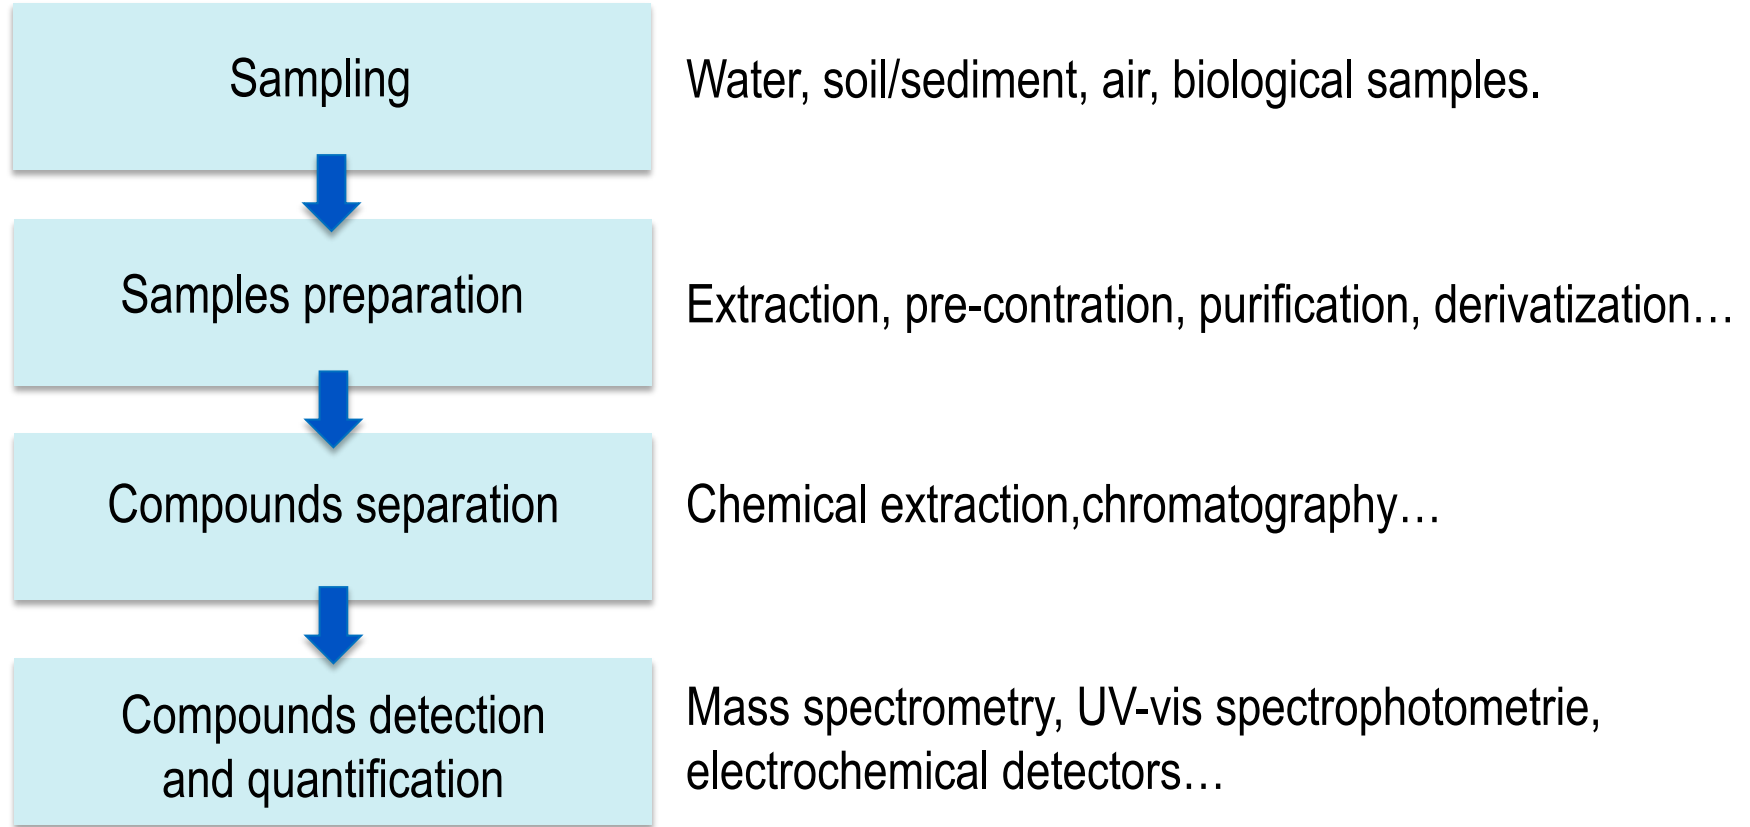 Sampling
Water, soil/sediment, air, biological samples.
Samples preparation
Extraction, pre-contration, purification, derivatization…
Compounds separation
Chemical extraction,chromatography…
Compounds detection
and quantification
Mass spectrometry, UV-vis spectrophotometrie,
electrochemical detectors…